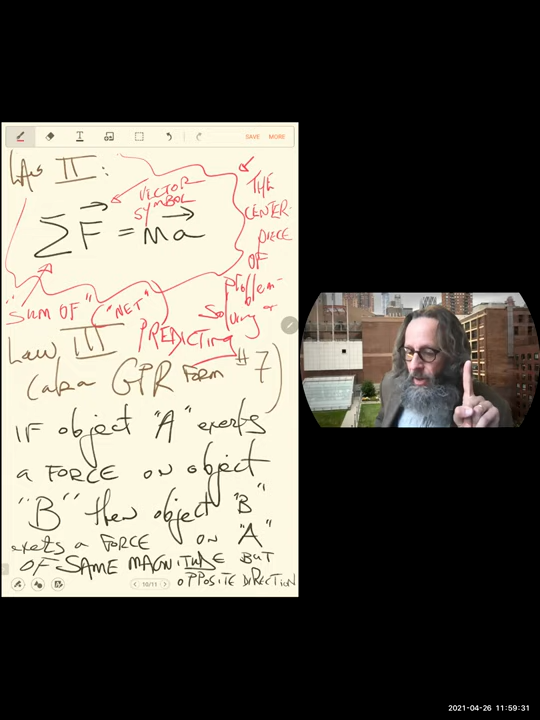 SAVE MORE
LAW II:
VECTOR
SYMBOL
THE
CENTER-
PIECE
OF
PROBLEM-
SOLVING +
PREDICTING
∑F = ma
"SUM OF" "NET"
LAW III
(aka GPR FORM #7)
IF object "A" exerts
a FORCE ON object
"B" then object "B"
exerts a FORCE ON "A"
OF SAME MAGNITUDE BUT
OPPOSITE DIRECTION
10/11
2021-04-26 11:59:31